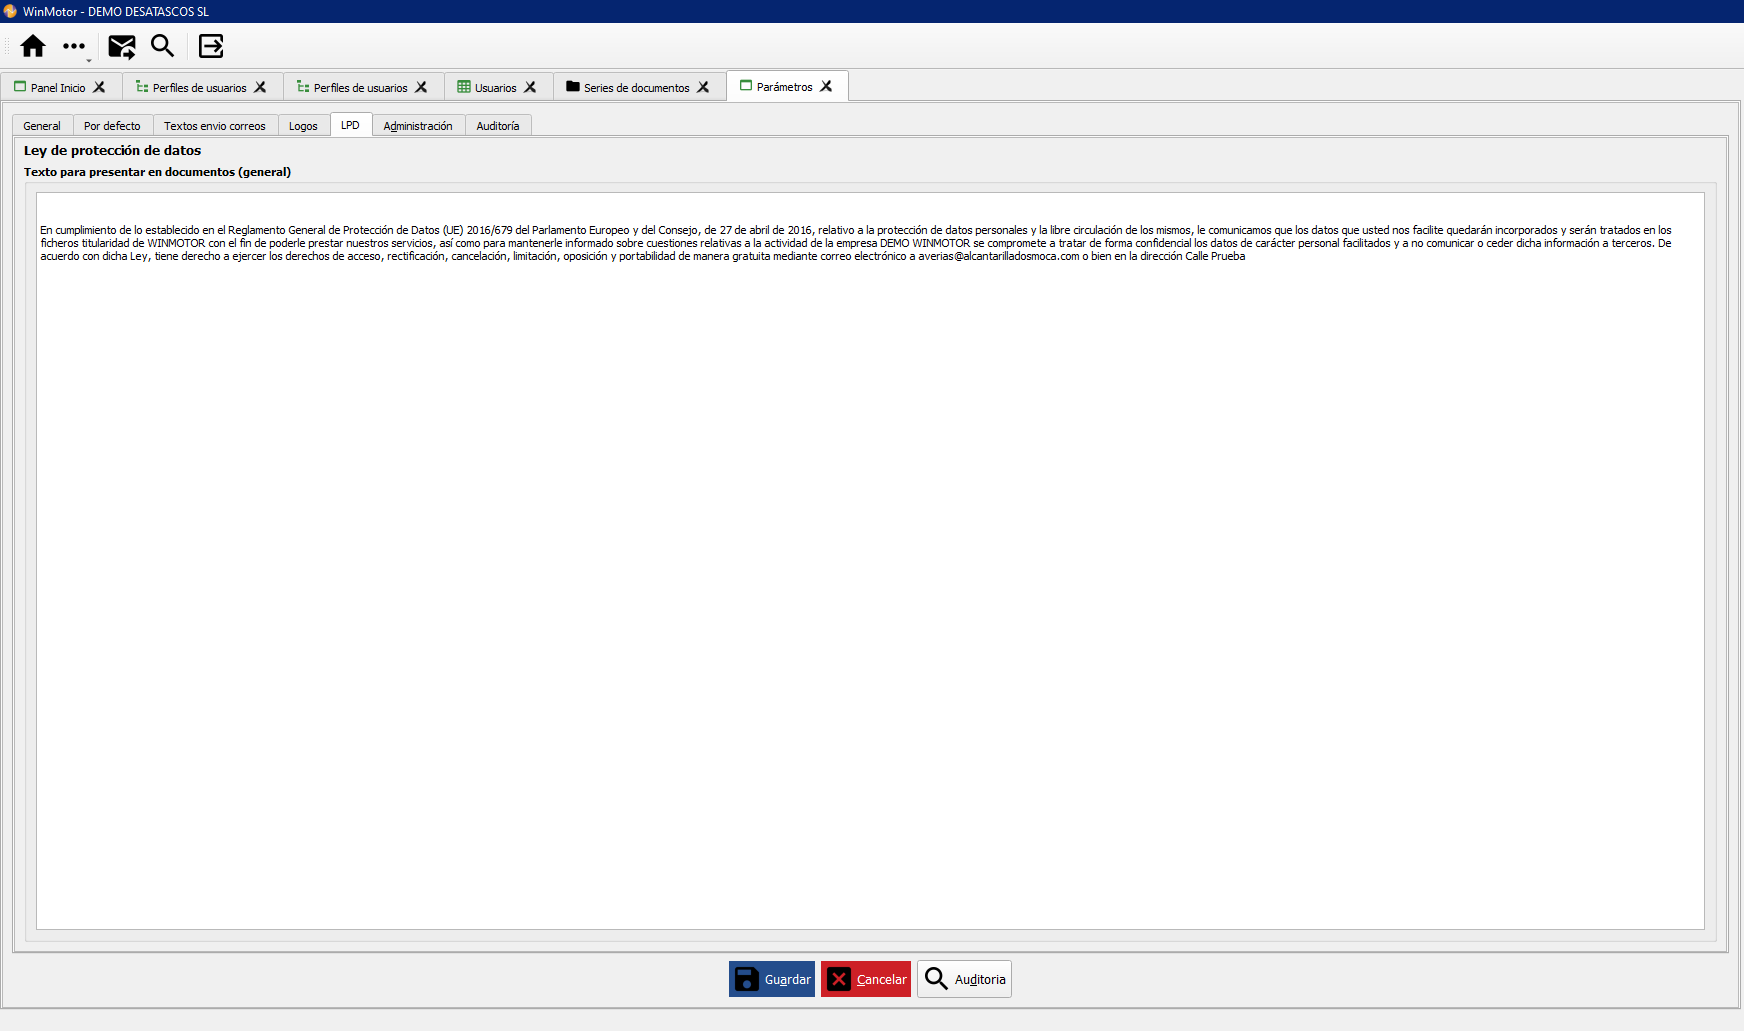 WinMotor - DEMO DESATASCOS SL
Panel Inicio
Perfiles de usuarios
Perfiles de usuarios
Usuarios
Series de documentos
Parámetros
General
Por defecto
Textos envio correos
Logos
LPD
Administración
Auditoría
Ley de protección de datos
Texto para presentar en documentos (general)
En cumplimiento de lo establecido en el Reglamento General de Protección de Datos (UE) 2016/679 del Parlamento Europeo y del Consejo, de 27 de abril de 2016, relativo a la protección de datos personales y la libre circulación de los mismos, le comunicamos que los datos que usted nos facilite quedarán incorporados y serán tratados en los
ficheros titularidad de WINMOTOR con el fin de poderle prestar nuestros servicios, así como para mantenerle informado sobre cuestiones relativas a la actividad de la empresa DEMO WINMOTOR se compromete a tratar de forma confidencial los datos de carácter personal facilitados y a no comunicar o ceder dicha información a terceros. De
acuerdo con dicha Ley, tiene derecho a ejercer los derechos de acceso, rectificación, cancelación, limitación, oposición y portabilidad de manera gratuita mediante correo electrónico a averias@alcantarilladosmoca.com o bien en la dirección Calle Prueba
Guardar
Cancelar
Auditoria